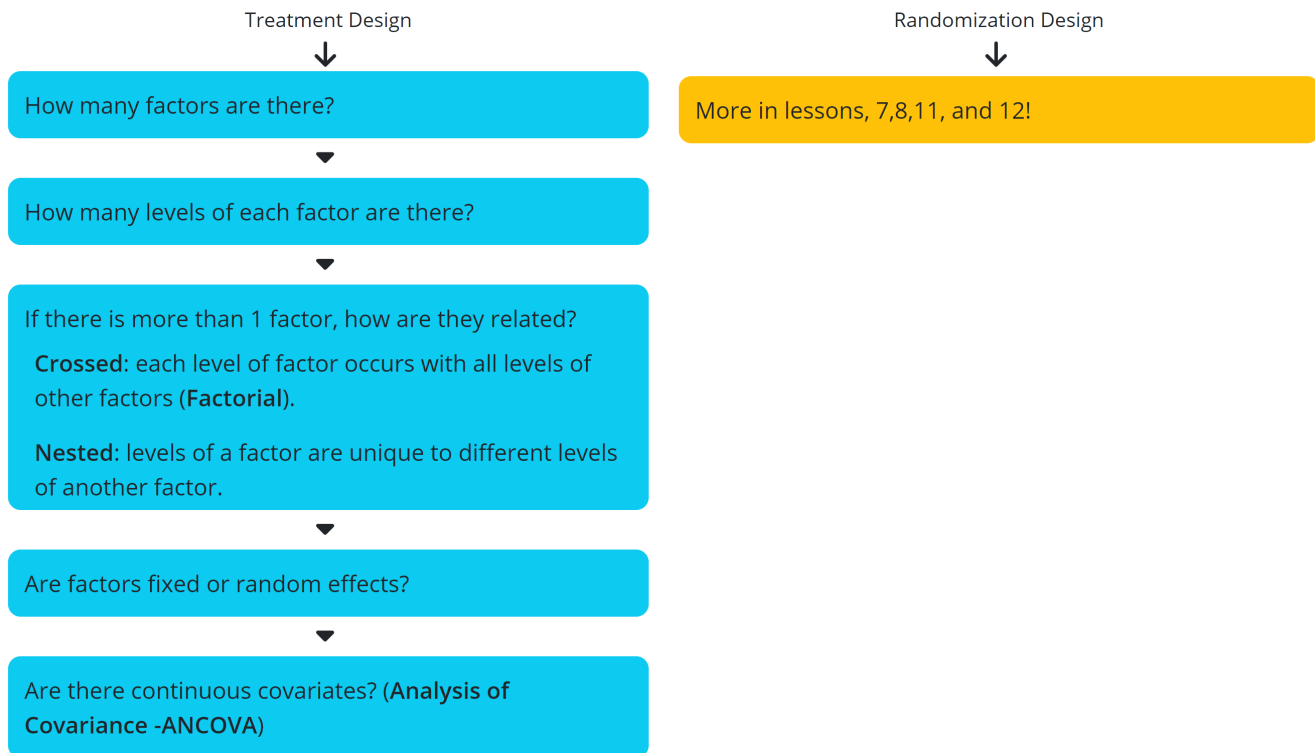 Treatment Design
How many factors are there?
How many levels of each factor are there?
If there is more than 1 factor, how are they related?
Crossed: each level of factor occurs with all levels of
other factors (Factorial).
Nested: levels of a factor are unique to different levels
of another factor.
Are factors fixed or random effects?
Are there continuous covariates? (Analysis of
Covariance -ANCOVA)
Randomization Design
More in lessons, 7,8,11, and 12!